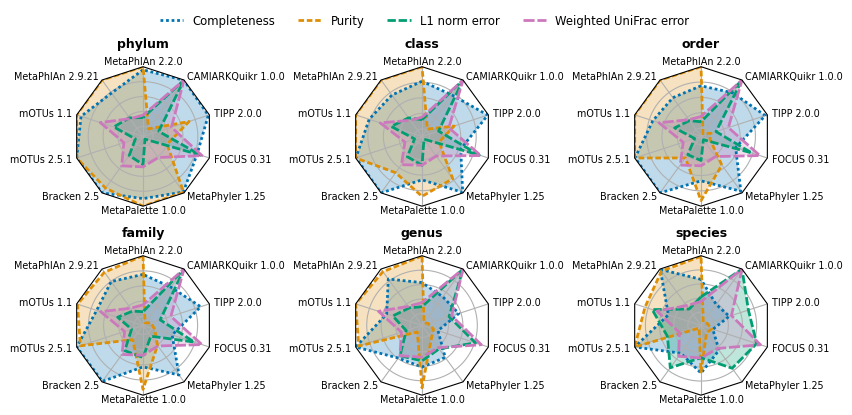 Completeness Purity L1 norm error Weighted UniFrac error
phylum
MetaPhlAn 2.2.0
CAMIARKQuikr 1.0.0
TIPP 2.0.0
FOCUS 0.31
MetaPhyler 1.25
MetaPalette 1.0.0
Bracken 2.5
mOTUs 2.5.1
mOTUs 1.1
MetaPhlAn 2.9.21
class
MetaPhlAn 2.2.0
CAMIARKQuikr 1.0.0
TIPP 2.0.0
FOCUS 0.31
MetaPhyler 1.25
MetaPalette 1.0.0
Bracken 2.5
mOTUs 2.5.1
mOTUs 1.1
MetaPhlAn 2.9.21
order
MetaPhlAn 2.2.0
CAMIARKQuikr 1.0.0
TIPP 2.0.0
FOCUS 0.31
MetaPhyler 1.25
MetaPalette 1.0.0
Bracken 2.5
mOTUs 2.5.1
mOTUs 1.1
MetaPhlAn 2.9.21
family
MetaPhlAn 2.2.0
CAMIARKQuikr 1.0.0
TIPP 2.0.0
FOCUS 0.31
MetaPhyler 1.25
MetaPalette 1.0.0
Bracken 2.5
mOTUs 2.5.1
mOTUs 1.1
MetaPhlAn 2.9.21
genus
MetaPhlAn 2.2.0
CAMIARKQuikr 1.0.0
TIPP 2.0.0
FOCUS 0.31
MetaPhyler 1.25
MetaPalette 1.0.0
Bracken 2.5
mOTUs 2.5.1
mOTUs 1.1
MetaPhlAn 2.9.21
species
MetaPhlAn 2.2.0
CAMIARKQuikr 1.0.0
TIPP 2.0.0
FOCUS 0.31
MetaPhyler 1.25
MetaPalette 1.0.0
Bracken 2.5
mOTUs 2.5.1
mOTUs 1.1
MetaPhlAn 2.9.21